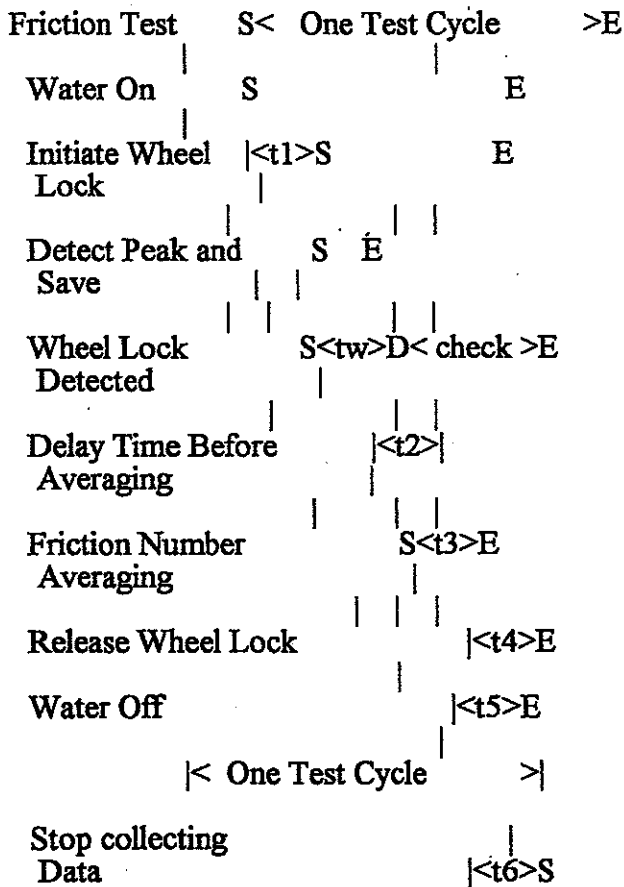 Friction Test S< One Test Cycle >E
| |
Water On S E
|
Initiate Wheel |<t1>S E
Lock |
| | |
Detect Peak and S E
Save | |
| | | |
Wheel Lock S<tw>D< check >E
Detected |
| | |
Delay Time Before |<t2>|
Averaging |
| | |
Friction Number S<t3>E
Averaging |
| | |
Release Wheel Lock |<t4>E
|
Water Off |<t5>E
|
|< One Test Cycle >|
Stop collecting |
Data |<t6>S